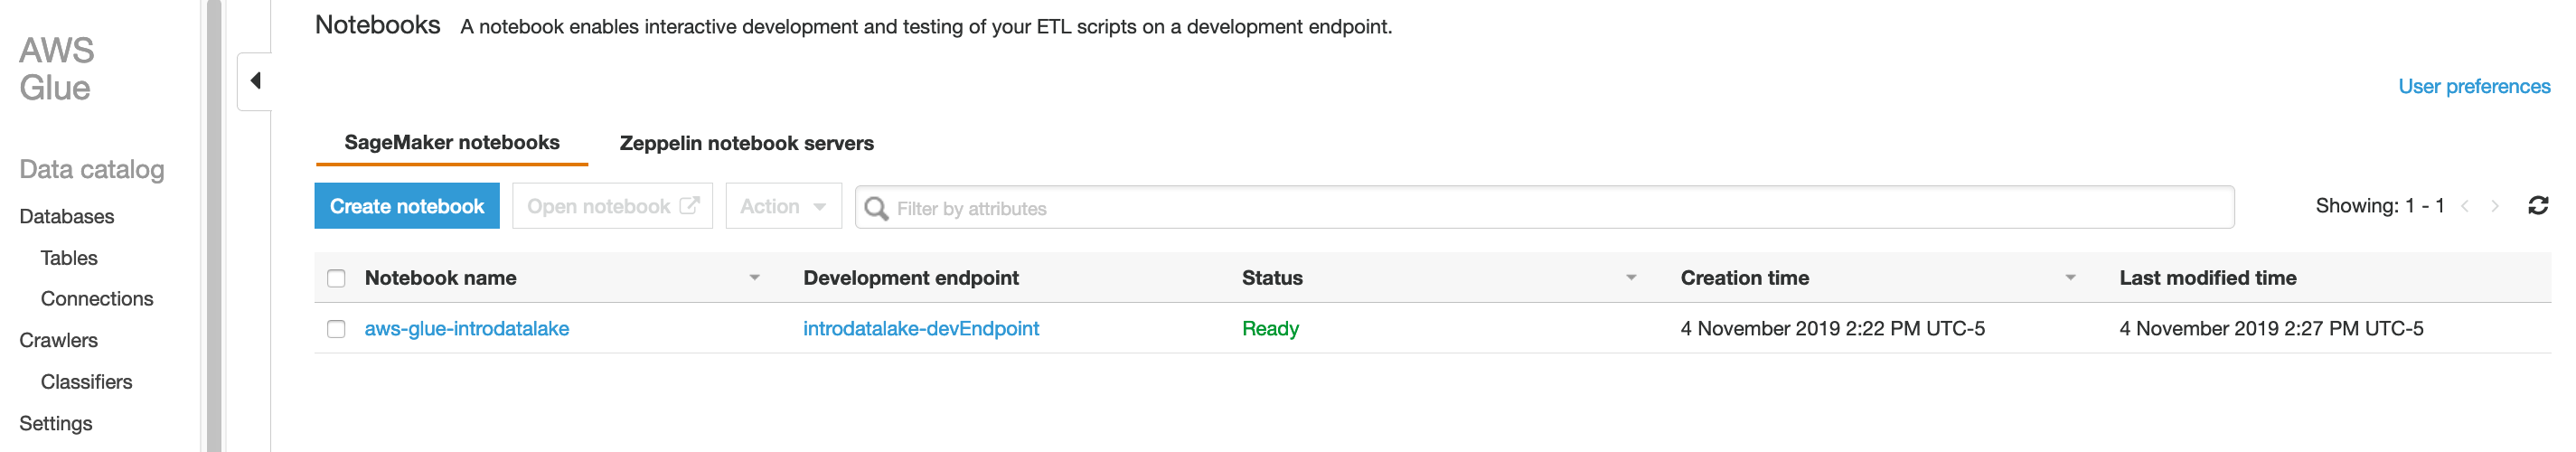 AWS
Glue
Data catalog
Databases
Tables
Connections
Crawlers
Classifiers
Settings
Notebooks A notebook enables interactive development and testing of your ETL scripts on a development endpoint.
User preferences
SageMaker notebooks Zeppelin notebook servers
Create notebook Open notebook Action Filter by attributes Showing: 1 - 1
Notebook name Development endpoint Status Creation time Last modified time
aws-glue-introdatalake introdatalake-devEndpoint Ready 4 November 2019 2:22 PM UTC-5 4 November 2019 2:27 PM UTC-5